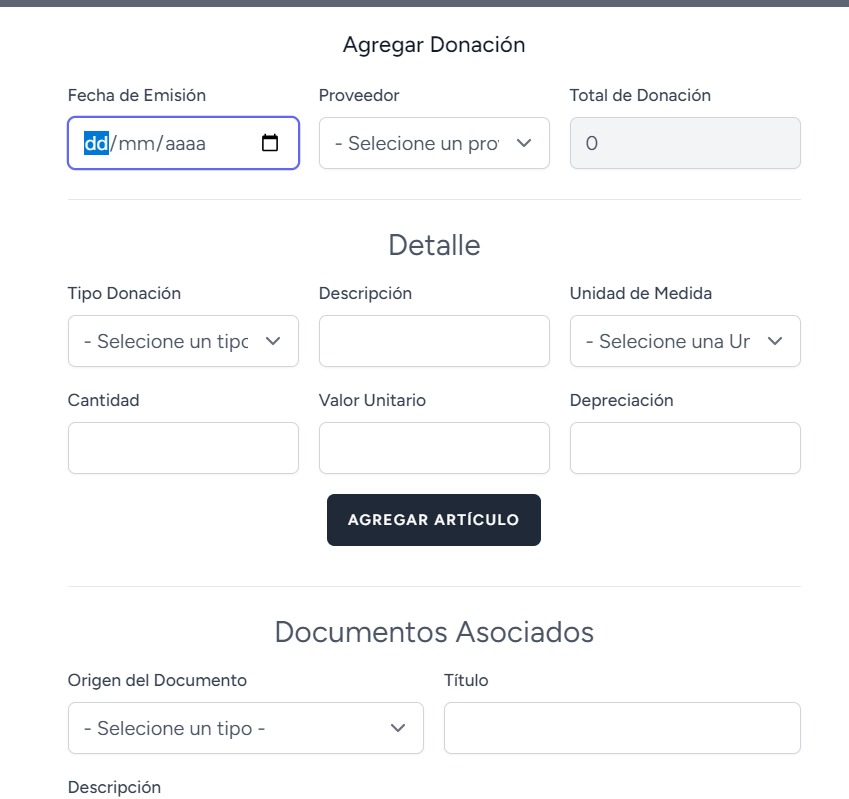 Agregar Donación
Fecha de Emisión Proveedor Total de Donación
dd/mm/aaaa - Selecione un pro 0
Detalle
Tipo Donación Descripción Unidad de Medida
- Selecione un tipo - Selecione una Ur
Cantidad Valor Unitario Depreciación
AGREGAR ARTÍCULO
Documentos Asociados
Origen del Documento Título
- Selecione un tipo -
Descripción